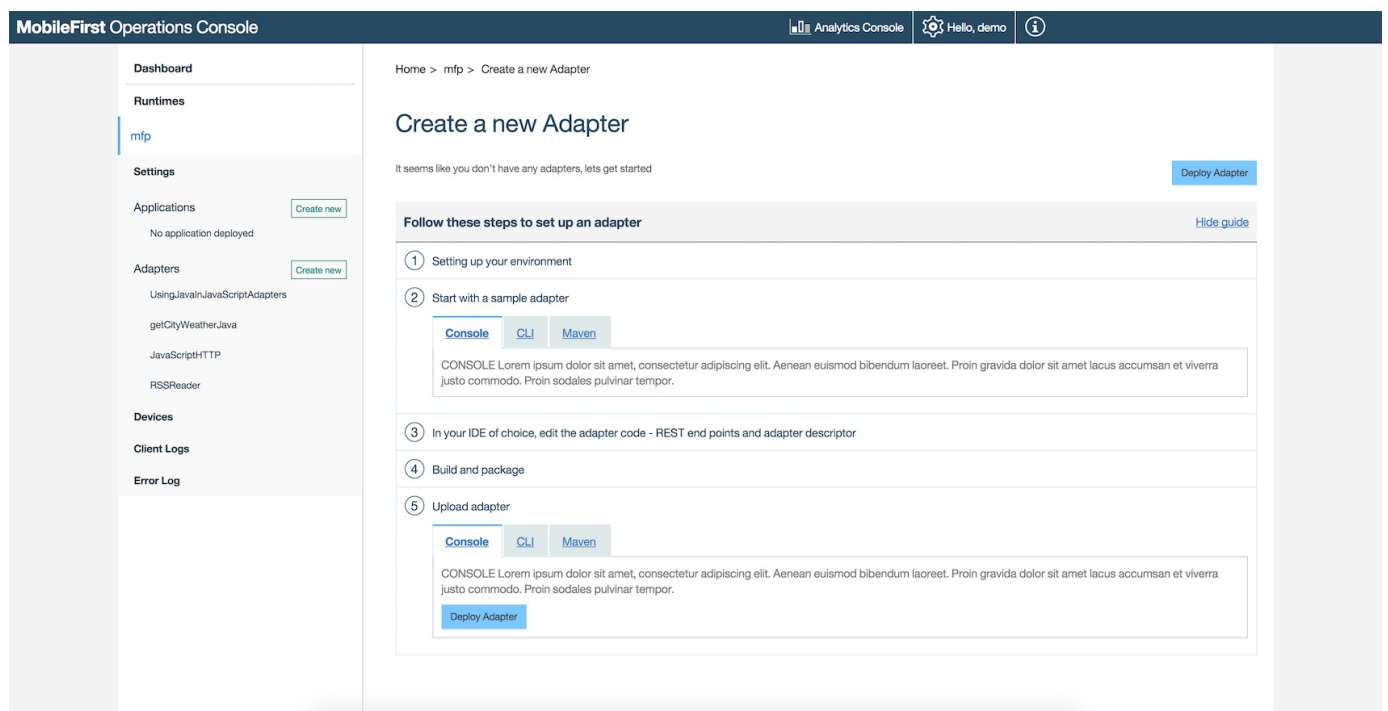 MobileFirst Operations Console
Analytics Console
Hello, demo
i
Dashboard
Runtimes
mfp
Settings
Applications
Create new
No application deployed
Adapters
Create new
UsingJavaInJavaScriptAdapters
getCityWeatherJava
JavaScriptHTTP
RSSReader
Devices
Client Logs
Error Log
Home > mfp > Create a new Adapter
Create a new Adapter
It seems like you don't have any adapters, lets get started
Deploy Adapter
Follow these steps to set up an adapter
Hide guide
1 Setting up your environment
2 Start with a sample adapter
Console CLI Maven
CONSOLE Lorem ipsum dolor sit amet, consectetur adipiscing elit. Aenean euismod bibendum laoreet. Proin gravida dolor sit amet lacus accumsan et viverra
justo commodo. Proin sodales pulvinar tempor.
3 In your IDE of choice, edit the adapter code - REST end points and adapter descriptor
4 Build and package
5 Upload adapter
Console CLI Maven
CONSOLE Lorem ipsum dolor sit amet, consectetur adipiscing elit. Aenean euismod bibendum laoreet. Proin gravida dolor sit amet lacus accumsan et viverra
justo commodo. Proin sodales pulvinar tempor.
Deploy Adapter